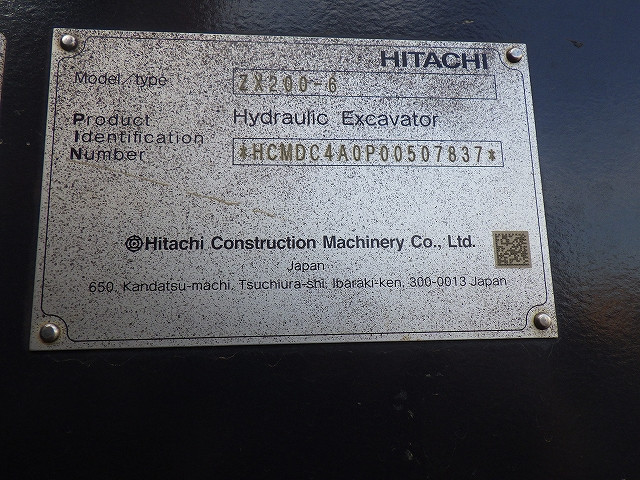 HITACHI
Model/type ZX200-6
Product Hydraulic Excavator
Identification
Number *HCMDC4A0P00507837*
Hitachi Construction Machinery Co., Ltd.
Japan
650, Kandatsu-machi, Tsuchiura-shi, Ibaraki-ken, 300-0013 Japan